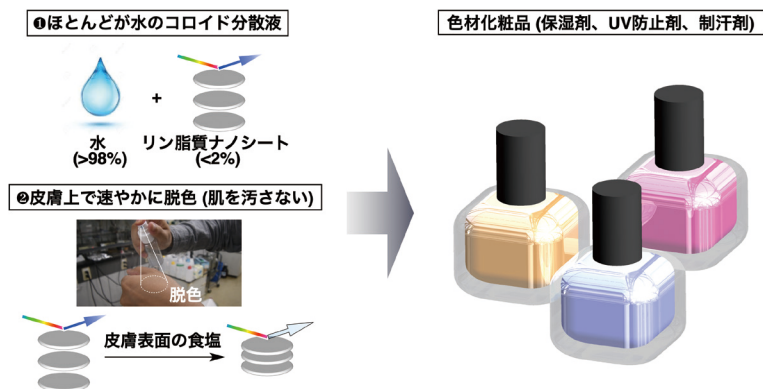 ❶ほとんどが水のコロイド分散液
+
水
(>98%)
リン脂質ナノシート
(<2%)
❷皮膚上で速やかに脱色 (肌を汚さない)
脱色
皮膚表面の食塩
色材化粧品 (保湿剤、UV防止剤、制汗剤)